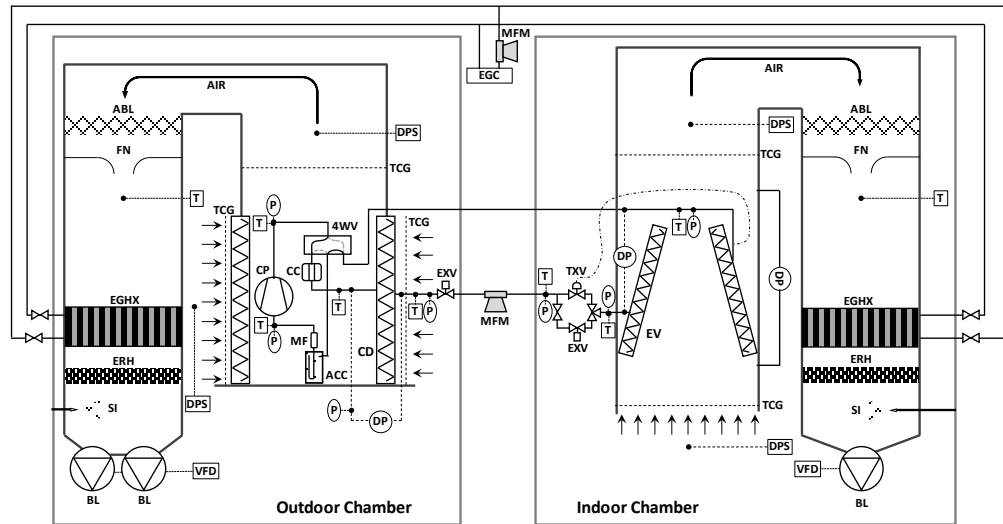 MFM
EGC
AIR
ABL
DPS
FN
TCG
T
TCG
P
T
4WV
TCG
CC
CP
T
EXV
T
P
MFM
EGHX
T
P
MF
CD
ERH
ACC
DPS
SI
P
DP
VFD
BL
BL
Outdoor Chamber
AIR
ABL
DPS
FN
TCG
T
T
P
DP
DP
T
TXV
P
P
T
EXV
EV
EGHX
ERH
TCG
SI
DPS
VFD
BL
Indoor Chamber